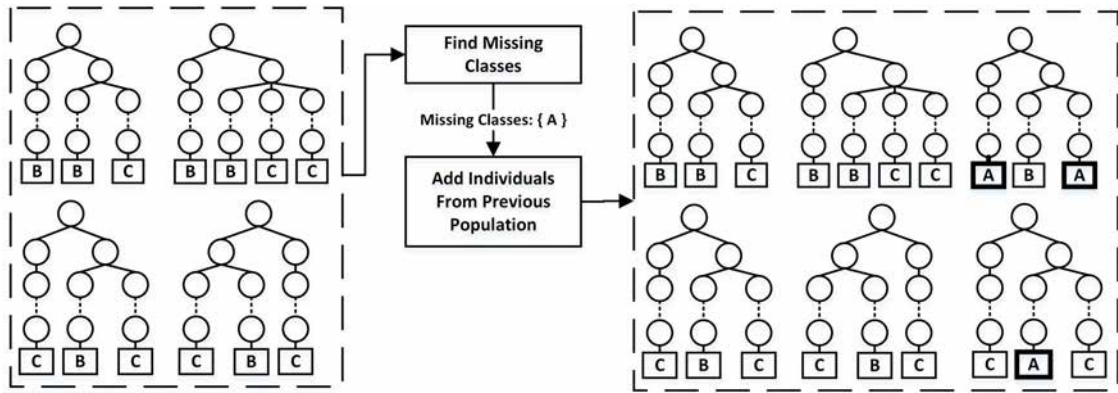 Find Missing
Classes
Missing Classes: { A }
Add Individuals
From Previous
Population
B B C
B B C C
C B C
C B C
B B C
B B C C
A B A
C B C
C B C
C A C